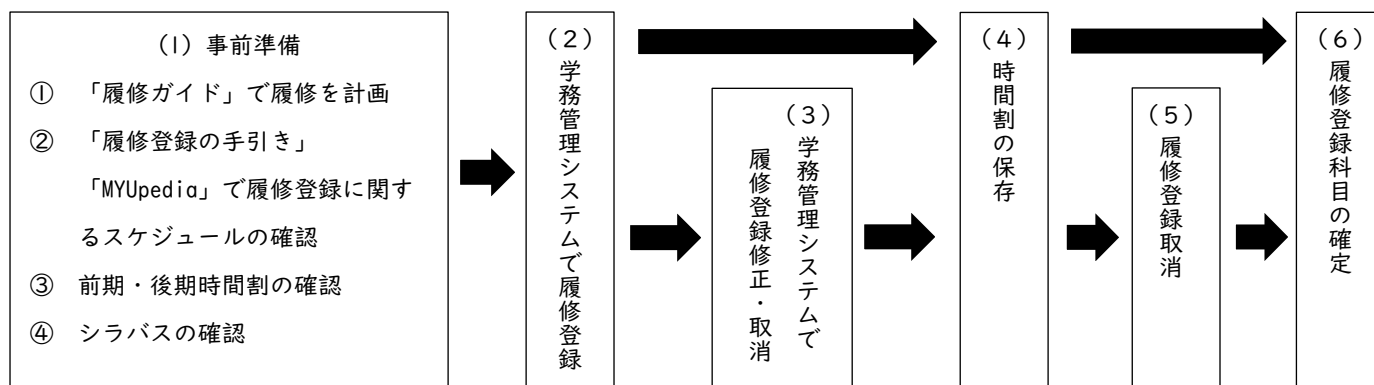 (1)事前準備
① 「履修ガイド」で履修を計画
② 「履修登録の手引き」
「MYUpedia」で履修登録に関す
るスケジュールの確認
③ 前期・後期時間割の確認
④ シラバスの確認
(2)学務管理システムで履修登録
(3)学務管理システムで
履修登録修正・取消
(4)時間割の保存
(5)履修登録取消
(6)履修登録科目の確定